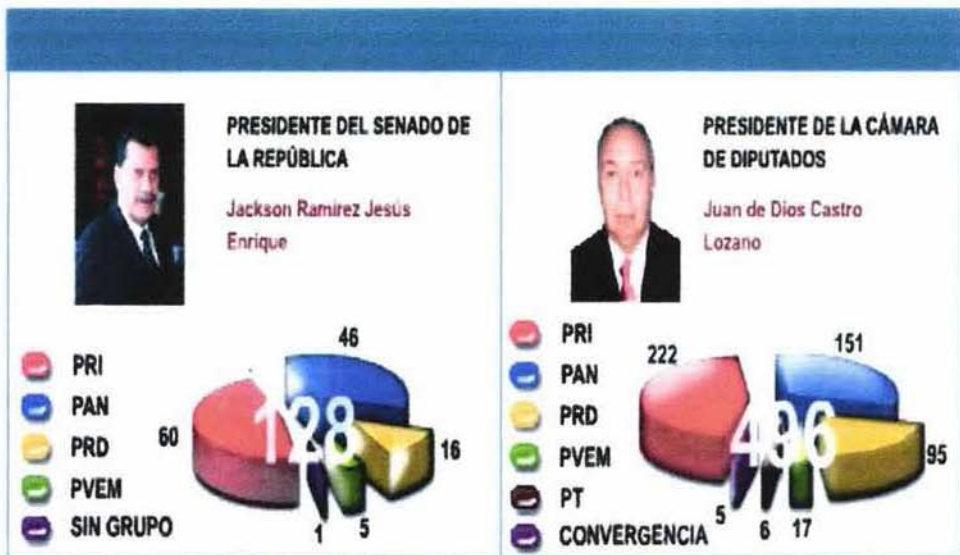 PRESIDENTE DEL SENADO DE
LA REPÚBLICA
Jackson Ramírez Jesús
Enrique
PRI
PAN
PRD
PVEM
SIN GRUPO
46
60
128
16
1
5
PRESIDENTE DE LA CÁMARA
DE DIPUTADOS
Juan de Dios Castro
Lozano
PRI
PAN
PRD
PVEM
PT
CONVERGENCIA
222
151
496
95
5
6
17